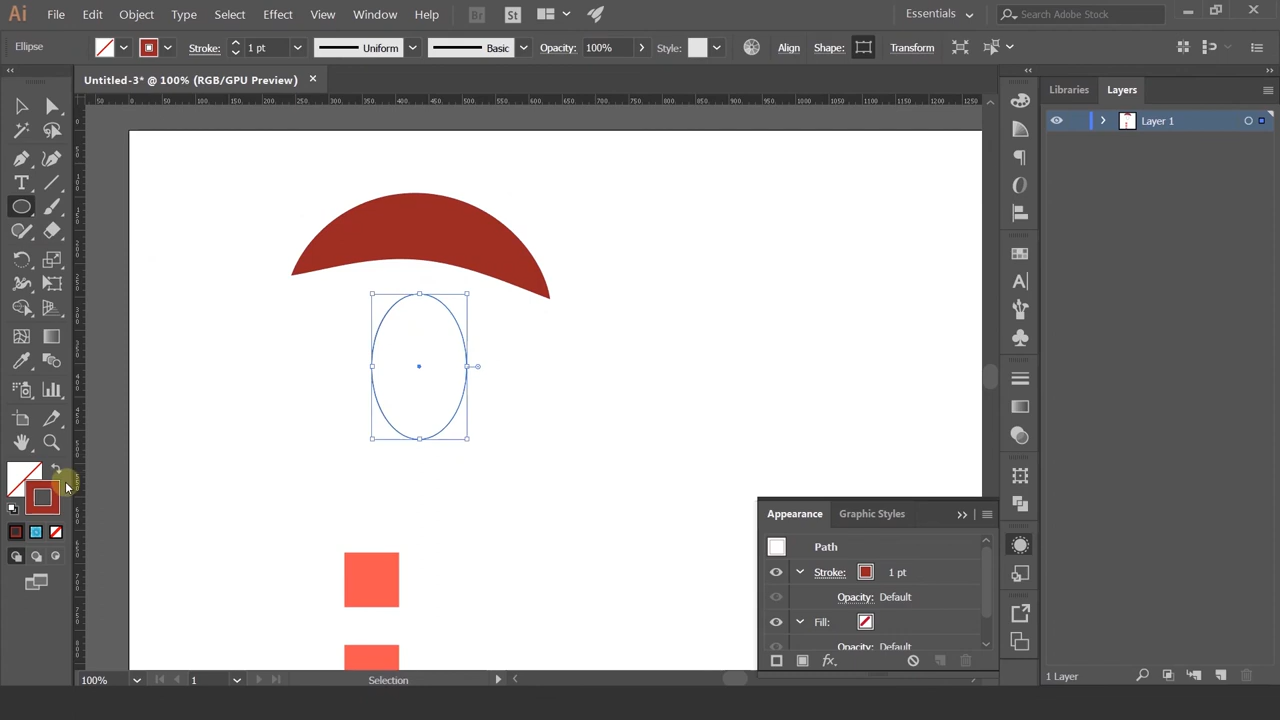 Ai File Edit Object Type Select Effect View Window Help Br St Essentials Search Adobe Stock
Ellipse Stroke: 1 pt Uniform Basic Opacity: 100% Style: Align Shape: Transform
Untitled-3* @ 100% (RGB/GPU Preview)
Libraries Layers
Layer 1
Appearance Graphic Styles
Path
Stroke: 1 pt
Opacity: Default
Fill:
Opacity: Default
100% 1 Selection
1 Layer